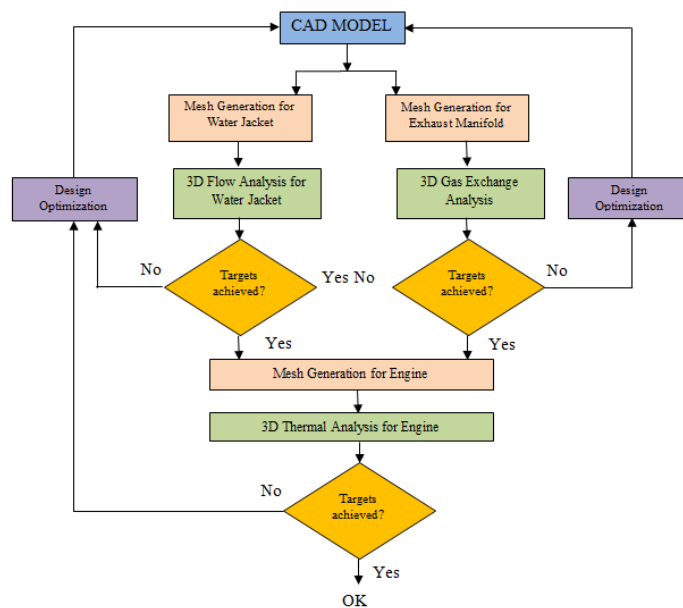 CAD MODEL
Mesh Generation for
Water Jacket
Mesh Generation for
Exhaust Manifold
3D Flow Analysis for
Water Jacket
3D Gas Exchange
Analysis
Design
Optimization
Design
Optimization
No
Targets
achieved?
Yes No
Targets
achieved?
No
Yes
Yes
Mesh Generation for Engine
3D Thermal Analysis for Engine
No
Targets
achieved?
Yes
OK